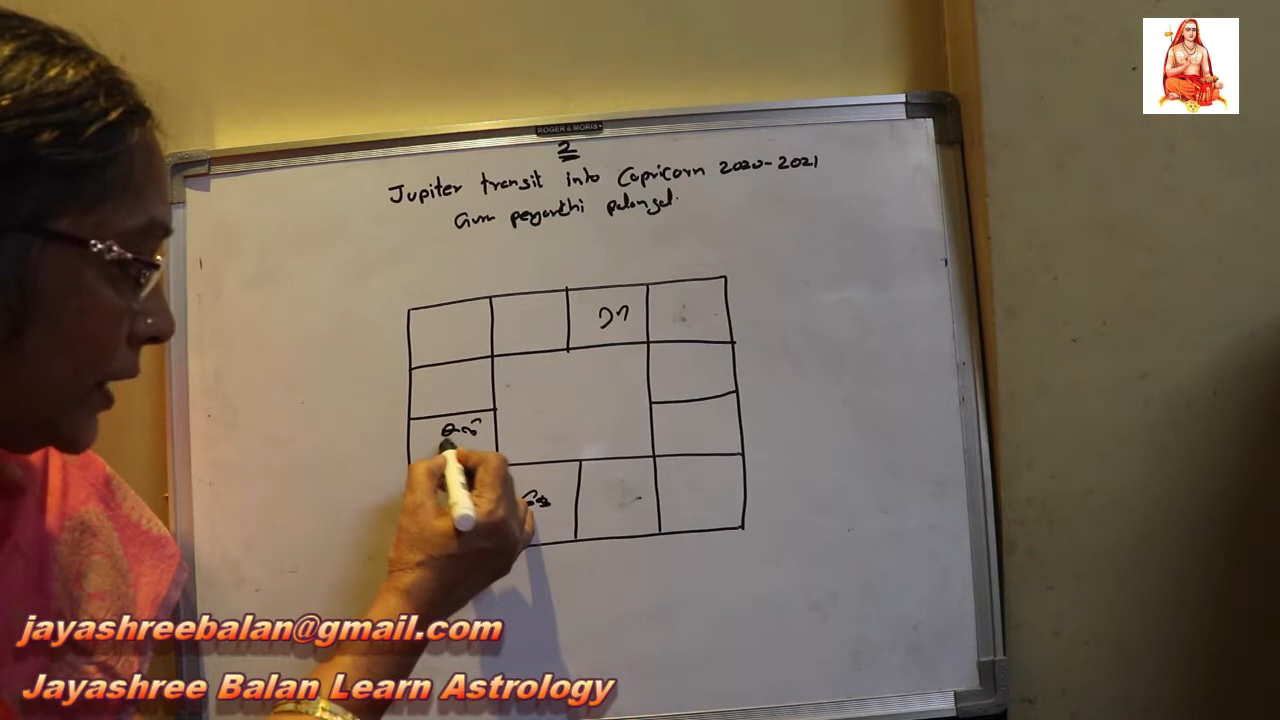 ROGER & MORIS
2
Jupiter transit into Capricorn 2020-2021
Guru peyarchi palangal.
ரா
jayashreebalan@gmail.com
Jayashree Balan Learn Astrology